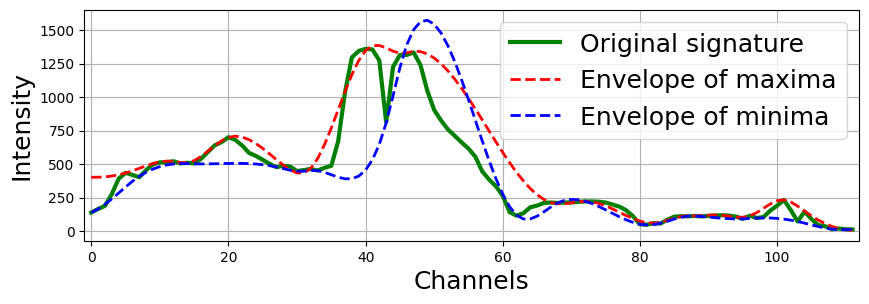 1500
1250
1000
750
500
250
0
Intensity
Original signature
Envelope of maxima
Envelope of minima
0 20 40 60 80 100
Channels